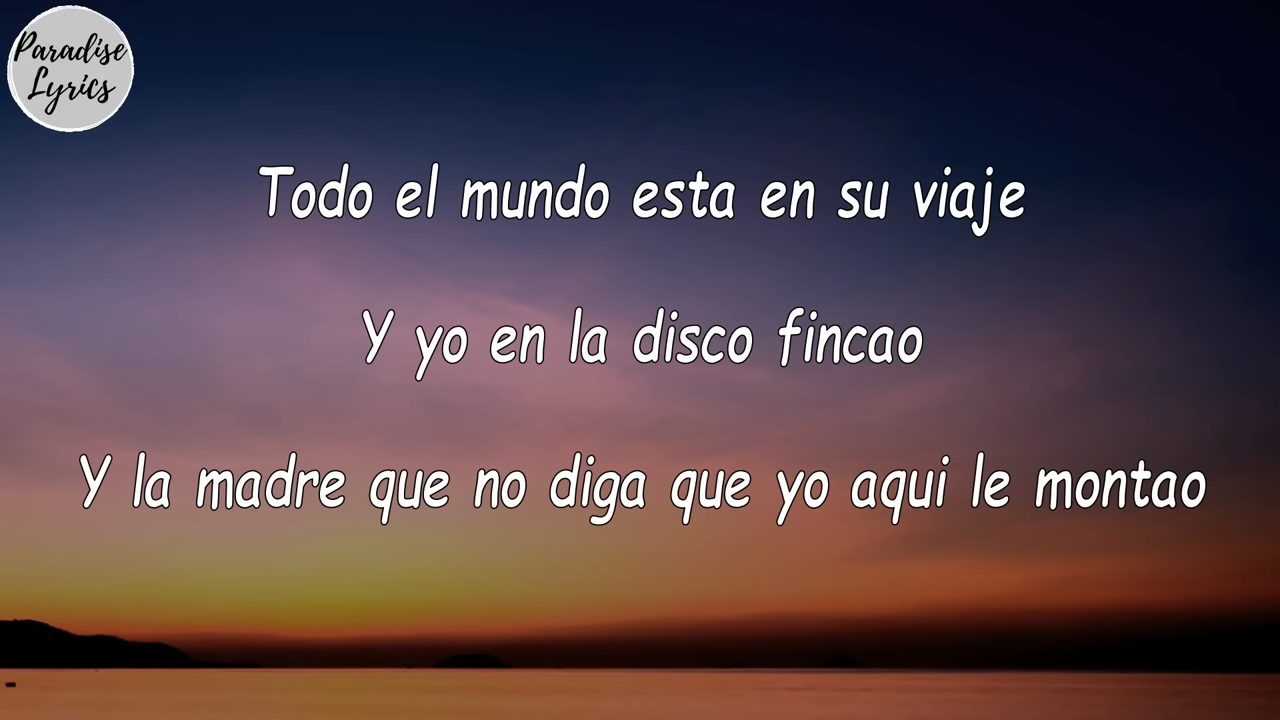 Paradise
Lyrics
Todo el mundo esta en su viaje
Y yo en la disco fincao
Y la madre que no diga que yo aqui le montao